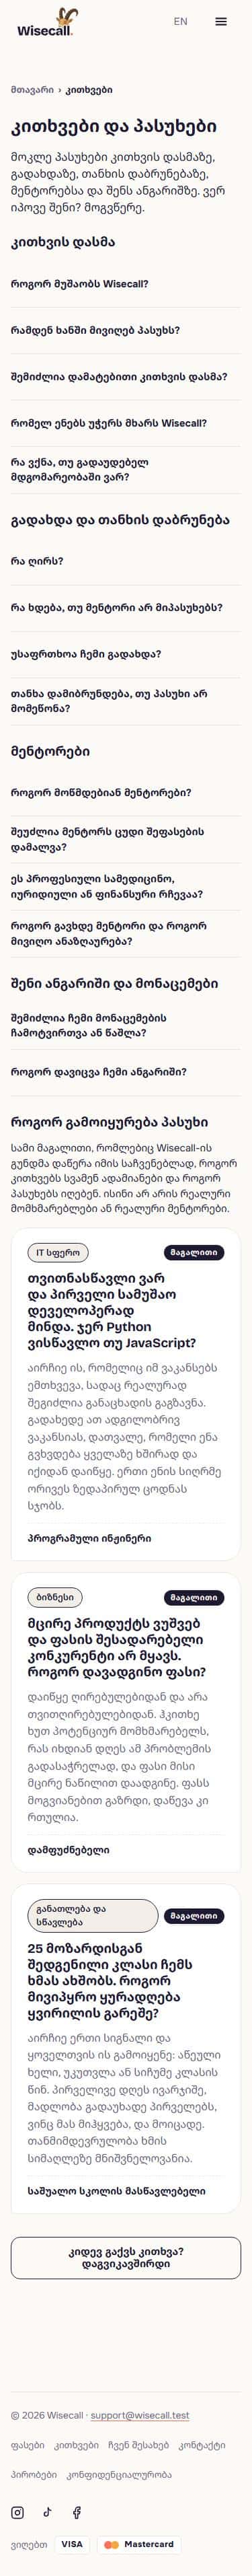 Wisecall.
EN
მთავარი › კითხვები
კითხვები და პასუხები
მოკლე პასუხები კითხვის დასმაზე,
გადახდაზე, თანხის დაბრუნებაზე,
მენტორებსა და შენს ანგარიშზე. ვერ
იპოვე შენი? მოგვწერე.
კითხვის დასმა
როგორ მუშაობს Wisecall?
რამდენ ხანში მივიღებ პასუხს?
შემიძლია დამატებითი კითხვის დასმა?
რომელ ენებს უჭერს მხარს Wisecall?
რა ვქნა, თუ გადაუდებელ
მდგომარეობაში ვარ?
გადახდა და თანხის დაბრუნება
რა ღირს?
რა ხდება, თუ მენტორი არ მიპასუხებს?
უსაფრთხოა ჩემი გადახდა?
თანხა დამიბრუნდება, თუ პასუხი არ
მომეწონა?
მენტორები
როგორ მოწმდებიან მენტორები?
შეუძლია მენტორს ცუდი შეფასების
დამალვა?
ეს პროფესიული სამედიცინო,
იურიდიული ან ფინანსური რჩევაა?
როგორ გავხდე მენტორი და როგორ
მივიღო ანაზღაურება?
შენი ანგარიში და მონაცემები
შემიძლია ჩემი მონაცემების
ჩამოტვირთვა ან წაშლა?
როგორ დავიცვა ჩემი ანგარიში?
როგორ გამოიყურება პასუხი
სამი მაგალითი, რომლებიც Wisecall-ის
გუნდმა დაწერა იმის საჩვენებლად, როგორ
კითხვებს სვამენ ადამიანები და როგორ
პასუხებს იღებენ. ისინი არ არის რეალური
მომხმარებლები ან რეალური მენტორები.
IT სფერო
მაგალითი
თვითნასწავლი ვარ
და პირველი სამუშაო
დეველოპერად
მინდა. ჯერ Python
ვისწავლო თუ JavaScript?
აირჩიე ის, რომელიც იმ ვაკანსებს
ემთხვევა, სადაც რეალურად
შეგიძლია განაცხადის გაგზავნა.
გადახედე ათ ადგილობრივ
ვაკანსიას, დათვალე, რომელი ენა
გვხვდება ყველაზე ხშირად და
იქიდან დაიწყე. ერთი ენის სიღრმე
ორივეს ზედაპირულ ცოდნას
სჯობს.
პროგრამული ინჟინერი
ბიზნესი
მაგალითი
მცირე პროდუქტს ვუშვებ
და ფასის შესადარებელი
კონკურენტი არ მყავს.
როგორ დავადგინო ფასი?
დაიწყე ღირებულებიდან და არა
თვითღირებულებიდან. ჰკითხე
ხუთ პოტენციურ მომხმარებელს,
რას იხდიან დღეს ამ პრობლემის
გადასაჭრელად, და ფასი მისი
მცირე ნაწილით დაადგინე. ფასს
მოგვიანებით გაზრდი, დაწევა კი
რთულია.
დამფუძნებელი
განათლება და
სწავლება
მაგალითი
25 მოზარდისგან
შედგენილი კლასი ჩემს
ხმას ახშობს. როგორ
მივიპყრო ყურადღება
ყვირილის გარეშე?
აირჩიე ერთი სიგნალი და
ყოველთვის ის გამოიყენე: აწეული
ხელი, უკუთვლა ან სიჩუმე კლასის
წინ. პირველივე დღეს ივარჯიშე,
მადლობა გადაუხადე პირველებს,
ვინც მას მიჰყვება, და მოიცადე.
თანმიმდევრულობა ხმის
სიმაღლეზე მნიშვნელოვანია.
საშუალო სკოლის მასწავლებელი
კიდევ გაქვს კითხვა?
დაგვიკავშირდი
© 2026 Wisecall · support@wisecall.test
ფასები კითხვები ჩვენ შესახებ კონტაქტი
პირობები კონფიდენციალურობა
ვიღებთ VISA Mastercard